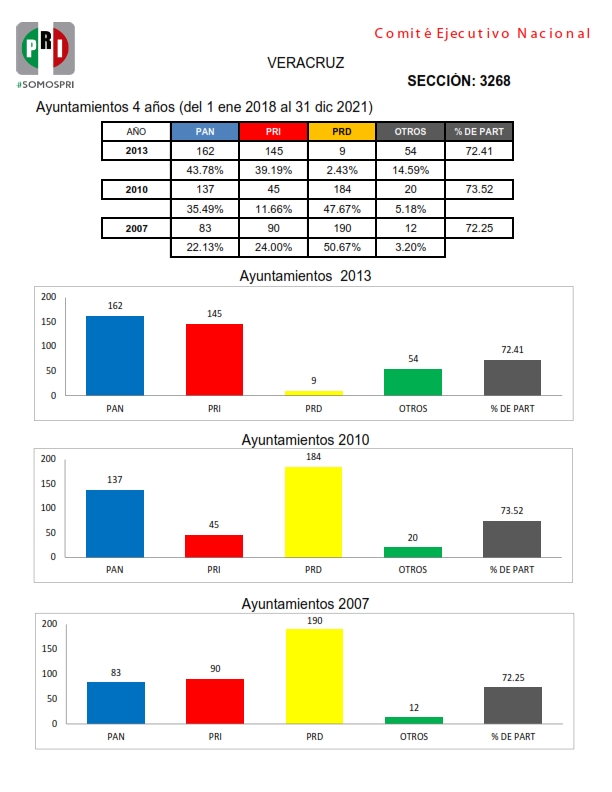 Comité Ejecutivo Nacional
PRI
#SOMOSPRI
VERACRUZ
SECCIÓN: 3268
Ayuntamientos 4 años (del 1 ene 2018 al 31 dic 2021)
AÑO PAN PRI PRD OTROS % DE PART
2013 162 145 9 54 72.41
43.78% 39.19% 2.43% 14.59%
2010 137 45 184 20 73.52
35.49% 11.66% 47.67% 5.18%
2007 83 90 190 12 72.25
22.13% 24.00% 50.67% 3.20%
Ayuntamientos 2013
200
150
100
50
0
162 145 9 54 72.41
PAN PRI PRD OTROS % DE PART
Ayuntamientos 2010
200
150
100
50
0
137 45 184 20 73.52
PAN PRI PRD OTROS % DE PART
Ayuntamientos 2007
200
150
100
50
0
83 90 190 12 72.25
PAN PRI PRD OTROS % DE PART